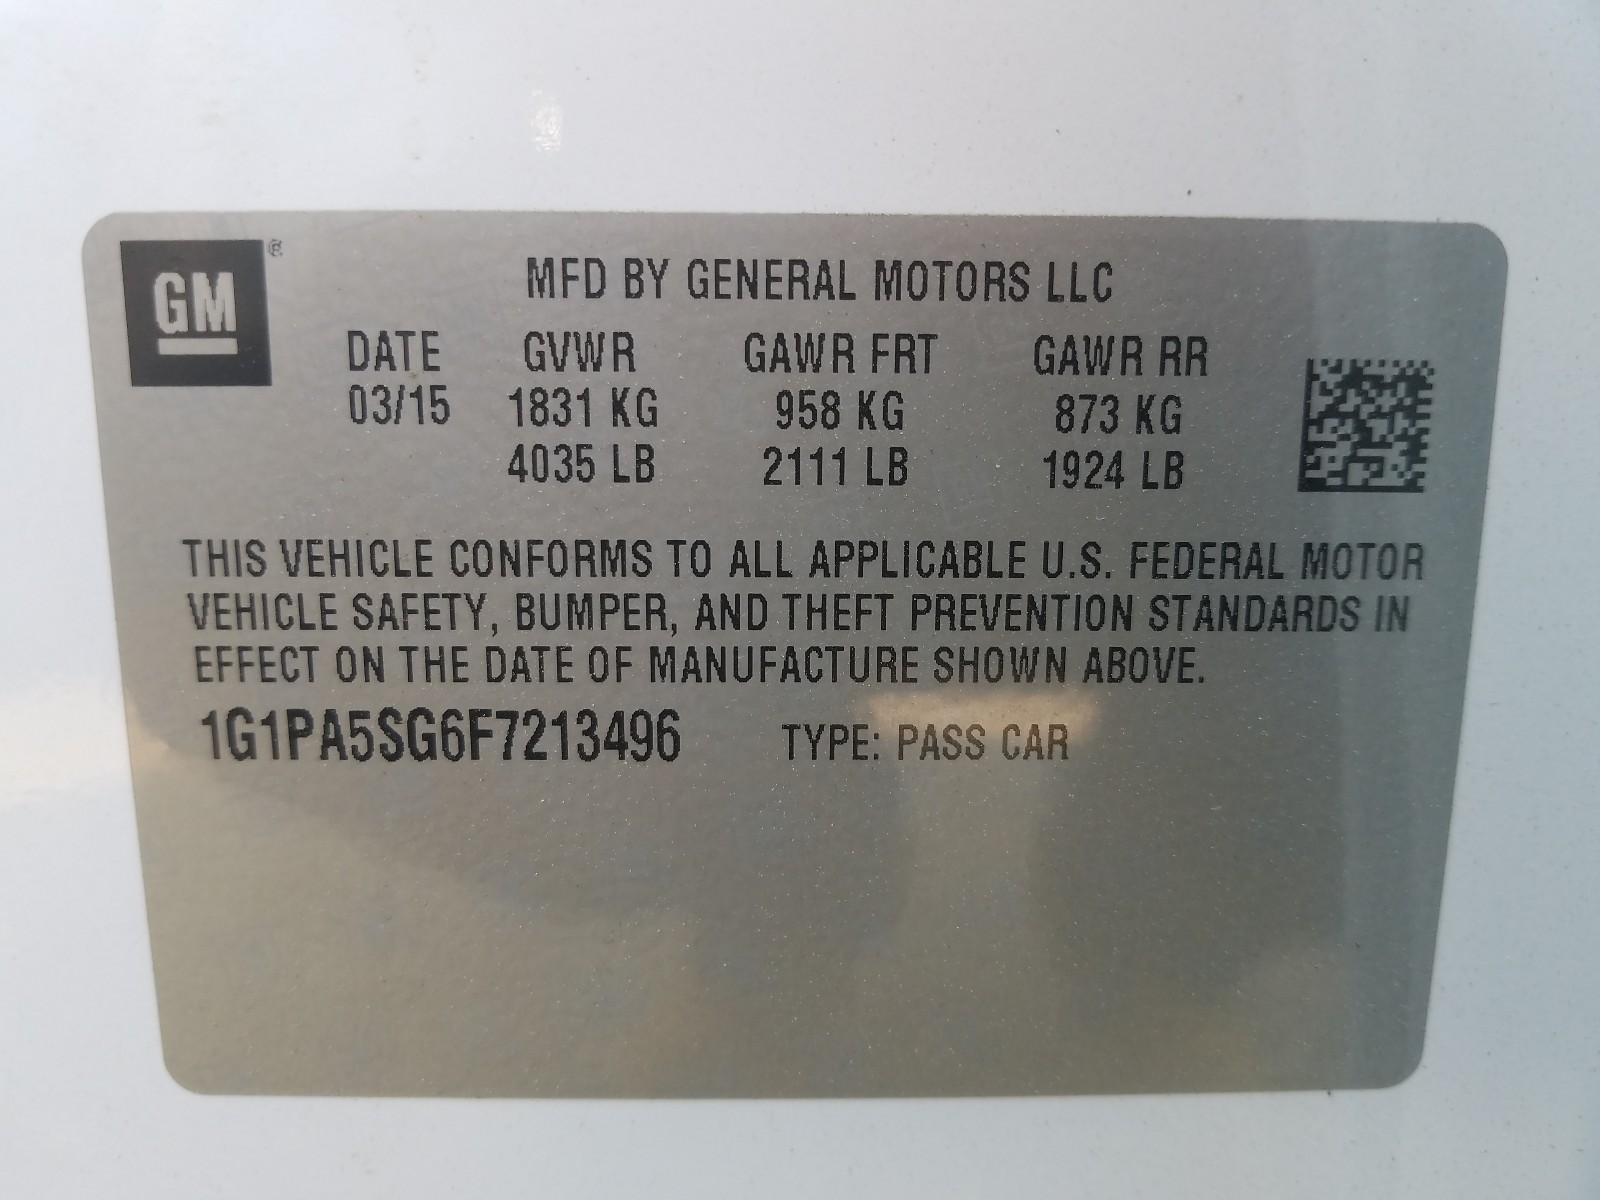 GM®
MFD BY GENERAL MOTORS LLC
DATE GVWR GAWR FRT GAWR RR
03/15 1831 KG 958 KG 873 KG
4035 LB 2111 LB 1924 LB
THIS VEHICLE CONFORMS TO ALL APPLICABLE U.S. FEDERAL MOTOR
VEHICLE SAFETY, BUMPER, AND THEFT PREVENTION STANDARDS IN
EFFECT ON THE DATE OF MANUFACTURE SHOWN ABOVE.
1G1PA5SG6F7213496 TYPE: PASS CAR